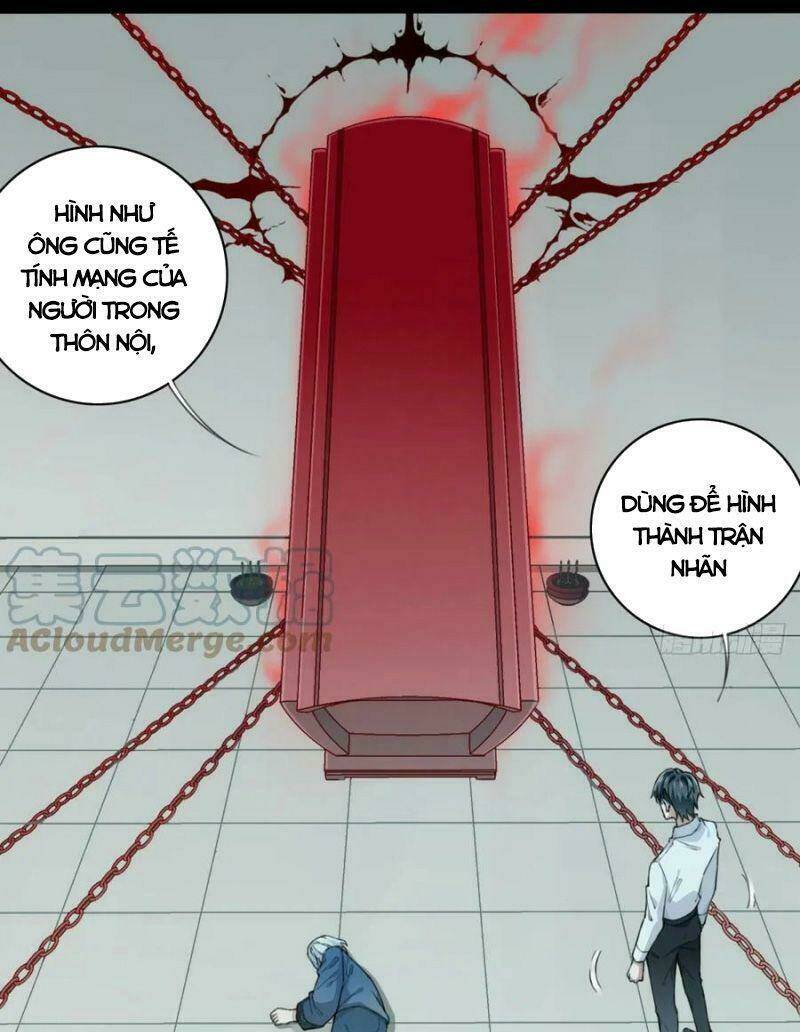 HÌNH NHƯ
ÔNG CŨNG TẾ
TÍNH MẠNG CỦA
NGƯỜI TRONG
THÔN NỘI,
DÙNG ĐỂ HÌNH
THÀNH TRẬN
NHÃN
集云数据
ACloudMerge.com